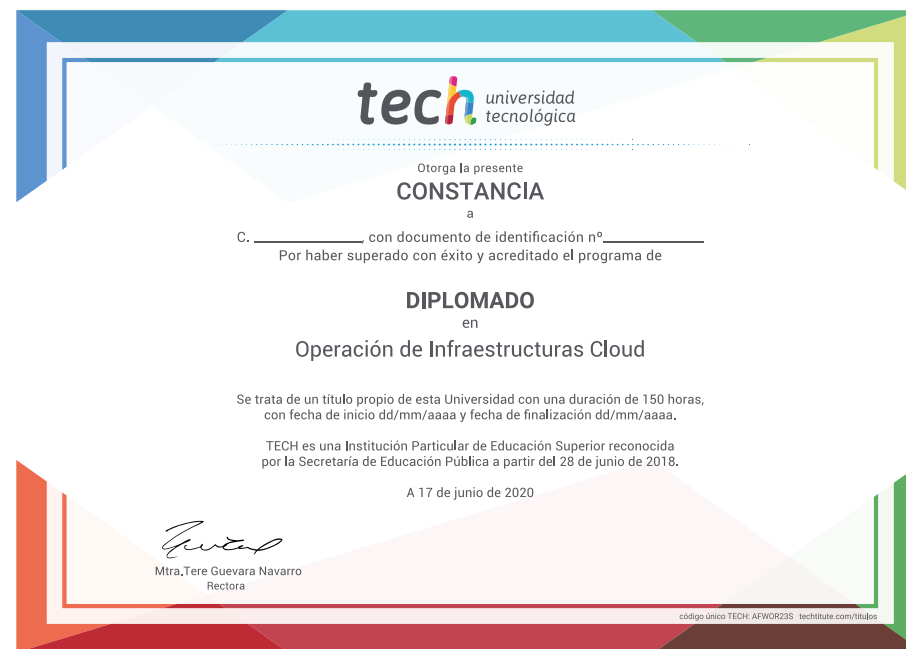 tech universidad
tecnológica
Otorga la presente
CONSTANCIA
a
C. ____________, con documento de identificación nº___________
Por haber superado con éxito y acreditado el programa de
DIPLOMADO
en
Operación de Infraestructuras Cloud
Se trata de un título propio de esta Universidad con una duración de 150 horas,
con fecha de inicio dd/mm/aaaa y fecha de finalización dd/mm/aaaa.
TECH es una Institución Particular de Educación Superior reconocida
por la Secretaría de Educación Pública a partir del 28 de junio de 2018.
A 17 de junio de 2020
Mtra.Tere Guevara Navarro
Rectora
código único TECH: AFWOR23S techtitute.com/titulos